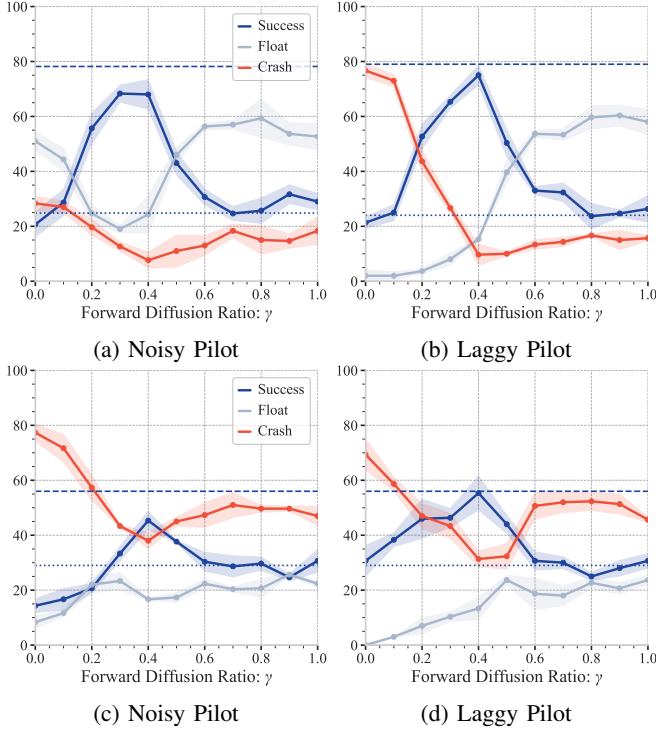 100
80
60
40
20
0
0.0 0.2 0.4 0.6 0.8 1.0
Success
Float
Crash
Forward Diffusion Ratio: γ
(a) Noisy Pilot
100
80
60
40
20
0
0.0 0.2 0.4 0.6 0.8 1.0
Forward Diffusion Ratio: γ
(b) Laggy Pilot
100
80
60
40
20
0
0.0 0.2 0.4 0.6 0.8 1.0
Success
Float
Crash
Forward Diffusion Ratio: γ
(c) Noisy Pilot
100
80
60
40
20
0
0.0 0.2 0.4 0.6 0.8 1.0
Forward Diffusion Ratio: γ
(d) Laggy Pilot